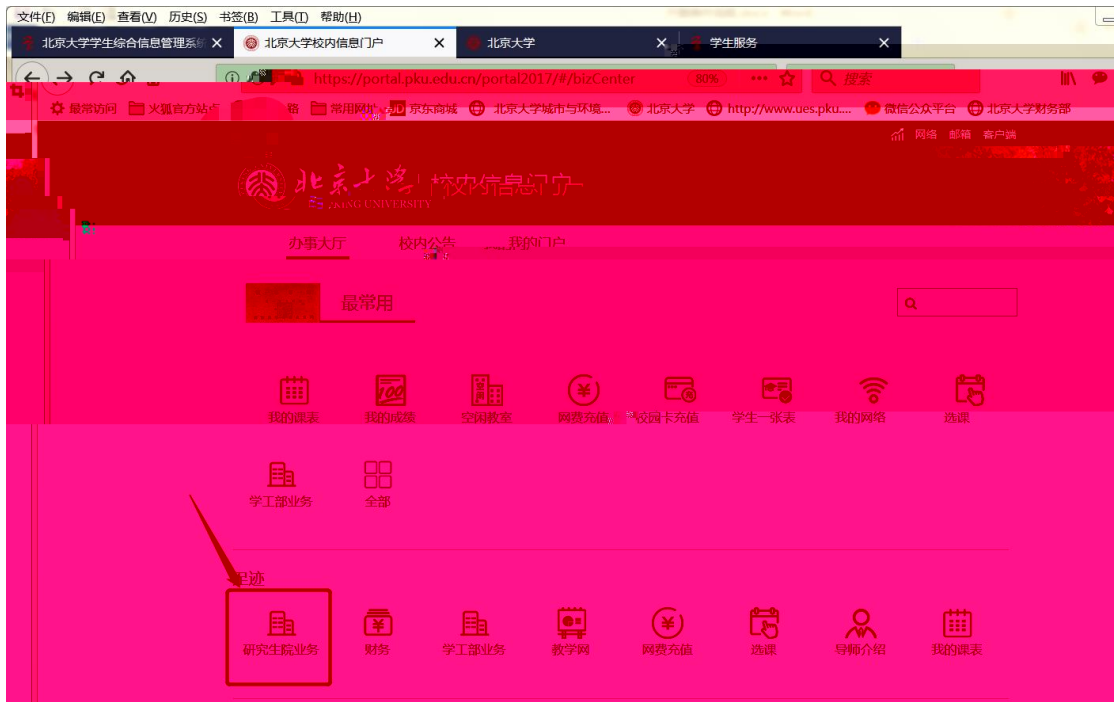 文件(F) 编辑(E) 查看(V) 历史(S) 书签(B) 工具(T) 帮助(H)
北京大学学生综合信息管理系统 北京大学校内信息门户 北京大学 学生服务
https://portal.pku.edu.cn/portal2017/#/bizCenter 80% 搜索
最常访问 火狐官方站点 常用网址 JD 京东商城 北京大学城市与环境... 北京大学 http://www.ues.pku.... 微信公众平台 北京大学财务部
网络 邮箱 客户端
北京大学 校内信息门户
PEKING UNIVERSITY
办事大厅 校内公告 我的门户
最常用
我的课表 我的成绩 空闲教室 网费充值 校园卡充值 学生一张表 我的网络 选课
学工部业务 全部
足迹
研究生院业务 财务 学工部业务 教学网 网费充值 选课 导师介绍 我的课表